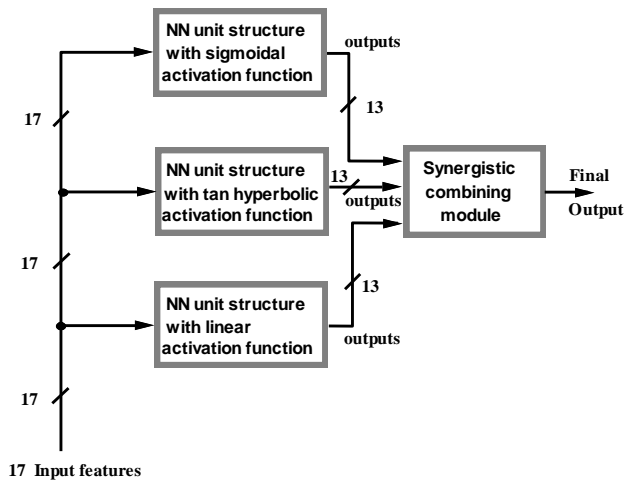 NN unit structure
with sigmoidal
activation function
outputs
13
17
NN unit structure
with tan hyperbolic
activation function
13
outputs
Synergistic
combining
module
Final
Output
17
NN unit structure
with linear
activation function
13
outputs
17
17 Input features